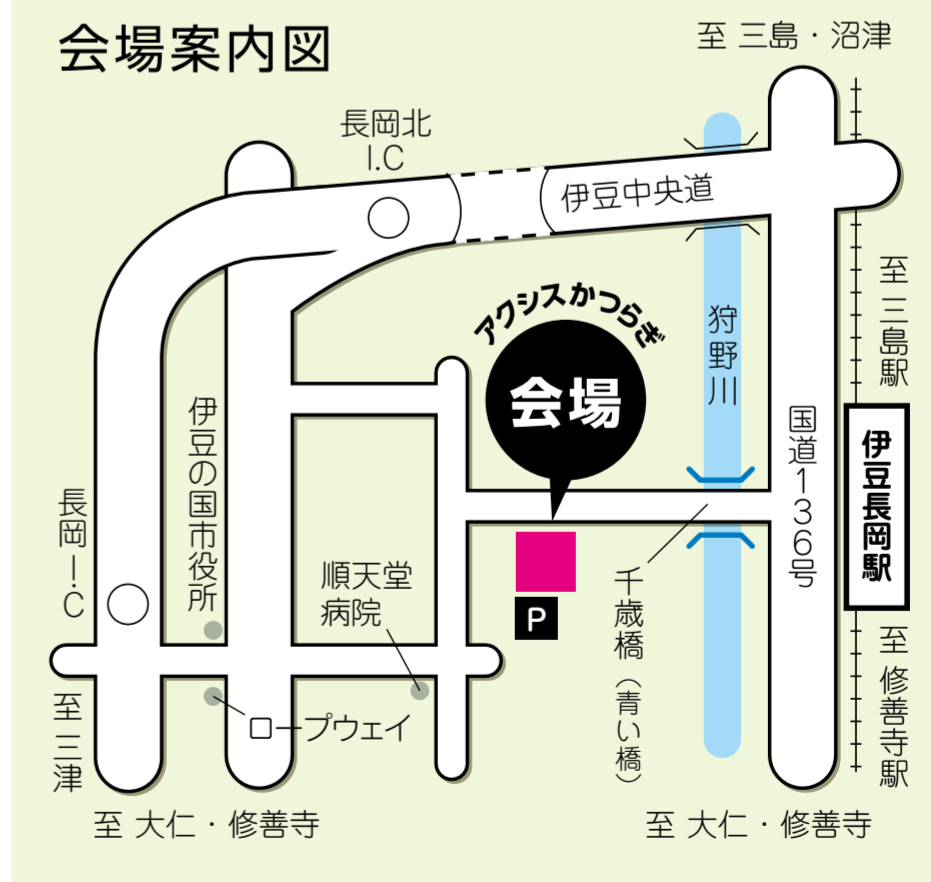 会場案内図
至 三島・沼津
長岡北
I.C
伊豆中央道
アクシスかつらぎ
会場
狩野川
至 三島駅
国道136号
伊豆長岡駅
伊豆の国市役所
長岡I.C
順天堂
病院
P
千歳橋（青い橋）
至 修善寺駅
至 三津
ロープウェイ
至 大仁・修善寺
至 大仁・修善寺